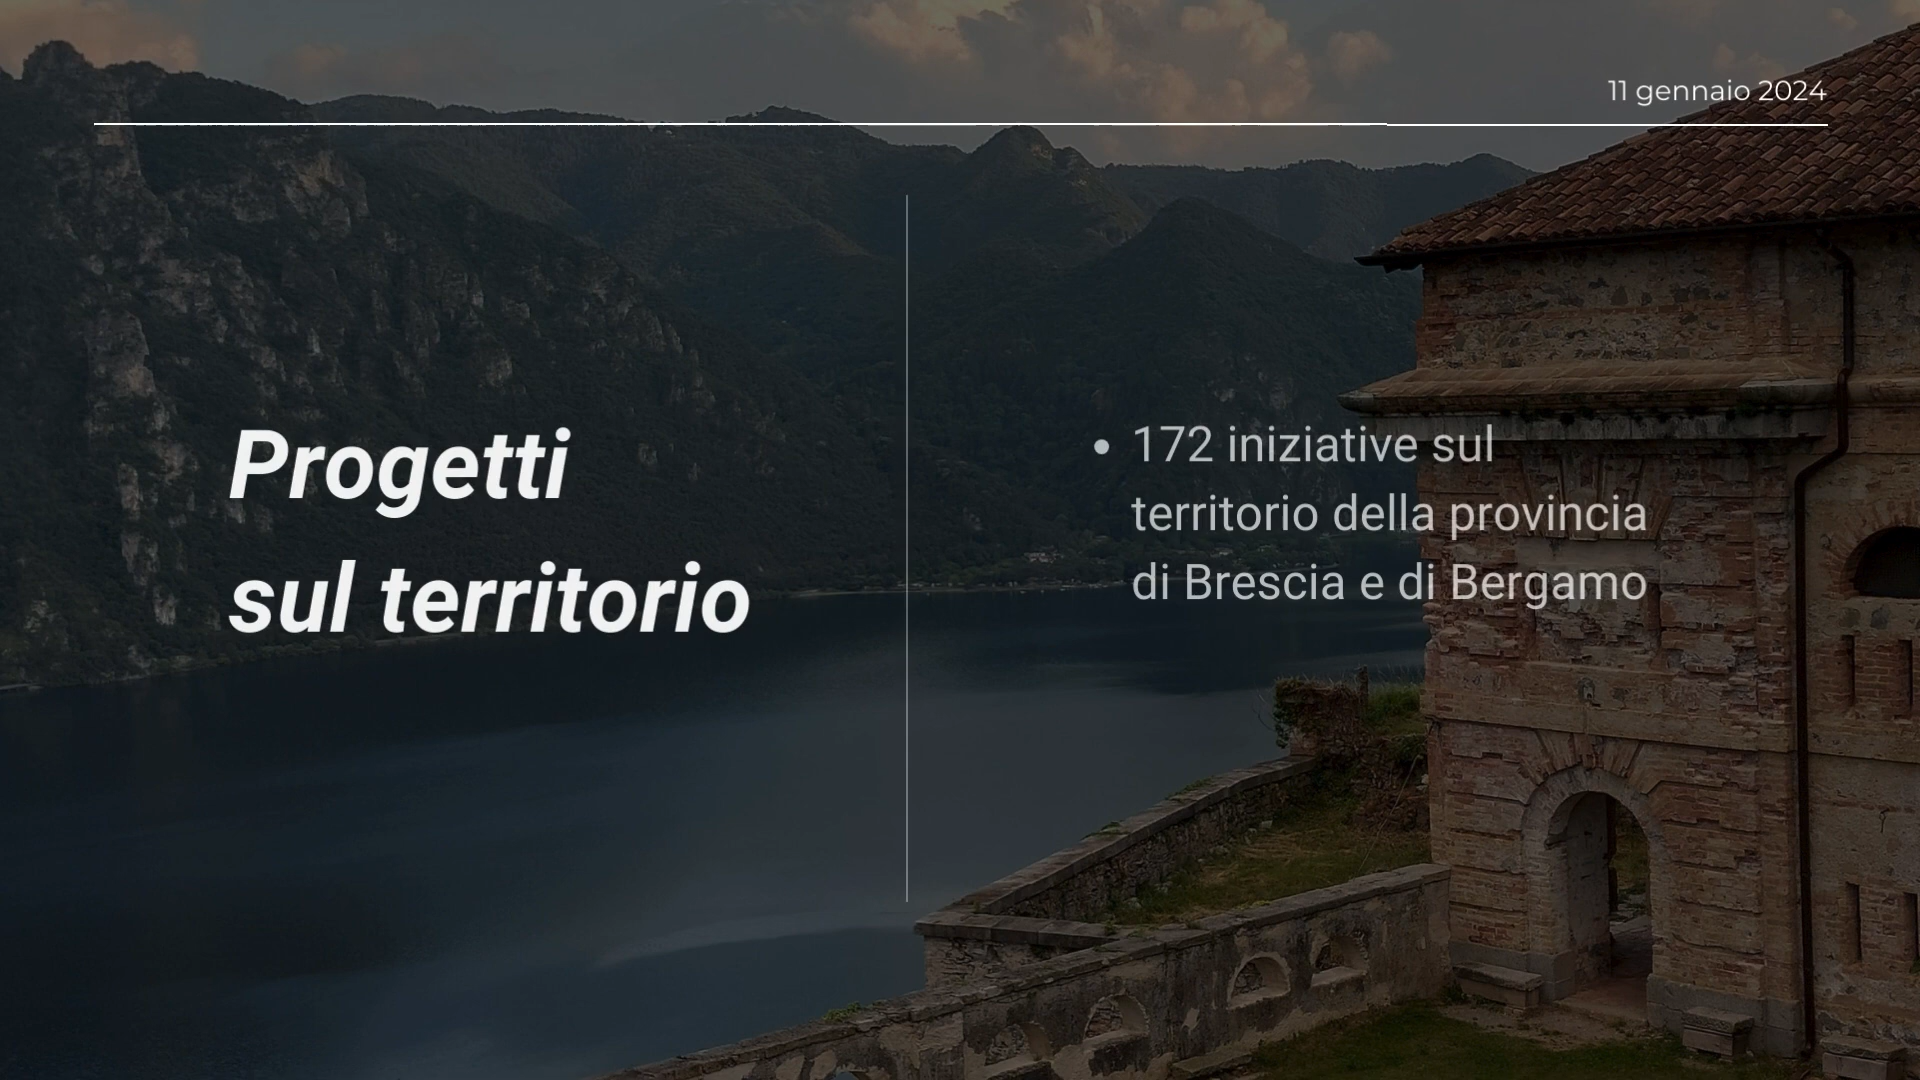 11 gennaio 2024
Progetti
sul territorio
• 172 iniziative sul
territorio della provincia
di Brescia e di Bergamo